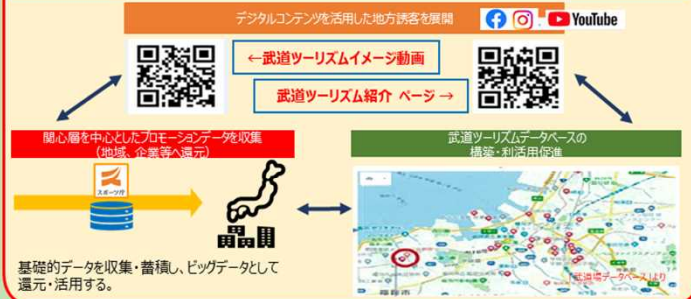 デジタルコンテンツを活用した地方誘客を展開
YouTube
←武道ツーリズムイメージ動画
武道ツーリズム紹介 ページ→
関心層を中心としたプロモーションデータを収集
(地域、企業等へ還元)
武道ツーリズムデータベースの
構築・利活用促進
スポーツ庁
基礎的データを収集・蓄積し、ビッグデータとして
還元・活用する。
「武道場データベース」より
福岡市